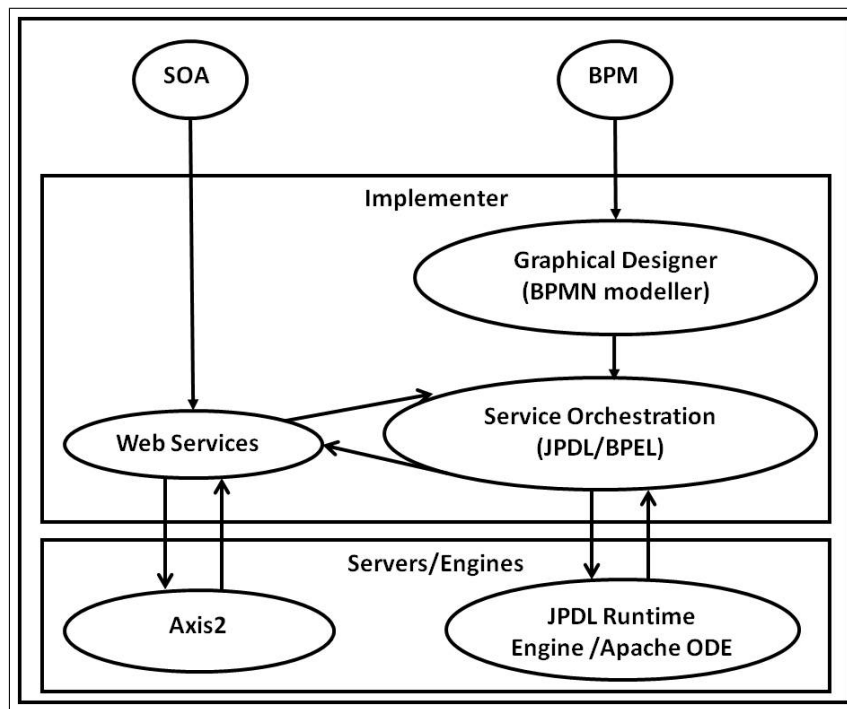 SOA
BPM
Implementer
Graphical Designer
(BPMN modeller)
Service Orchestration
(JPDL/BPEL)
Web Services
Servers/Engines
Axis2
JPDL Runtime
Engine /Apache ODE